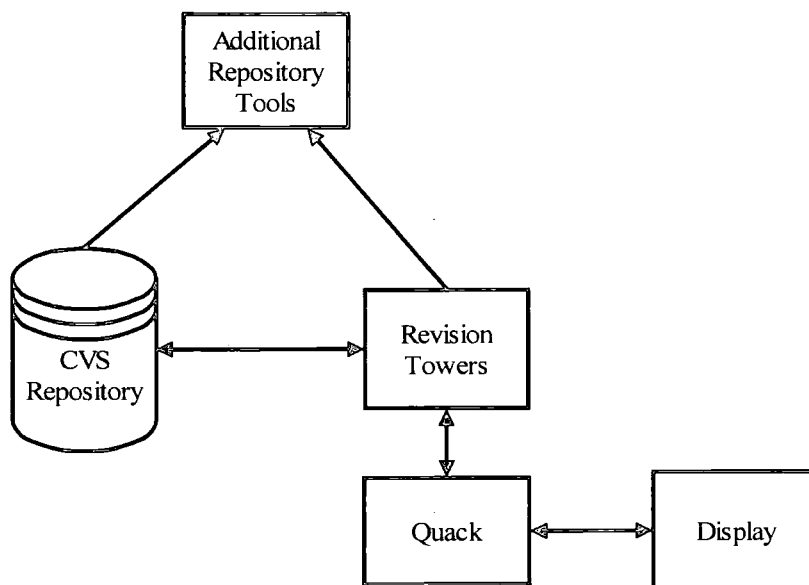 Additional
Repository
Tools
CVS
Repository
Revision
Towers
Quack
Display